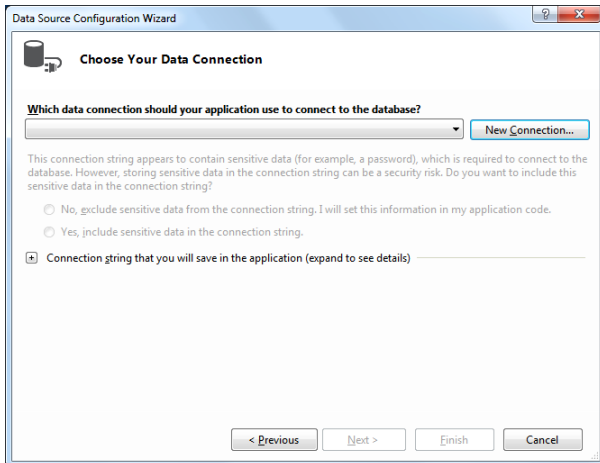 Data Source Configuration Wizard
?
Choose Your Data Connection
Which data connection should your application use to connect to the database?
New Connection...
This connection string appears to contain sensitive data (for example, a password), which is required to connect to the
database. However, storing sensitive data in the connection string can be a security risk. Do you want to include this
sensitive data in the connection string?
No, exclude sensitive data from the connection string. I will set this information in my application code.
Yes, include sensitive data in the connection string.
Connection string that you will save in the application (expand to see details)
< Previous Next > Finish Cancel